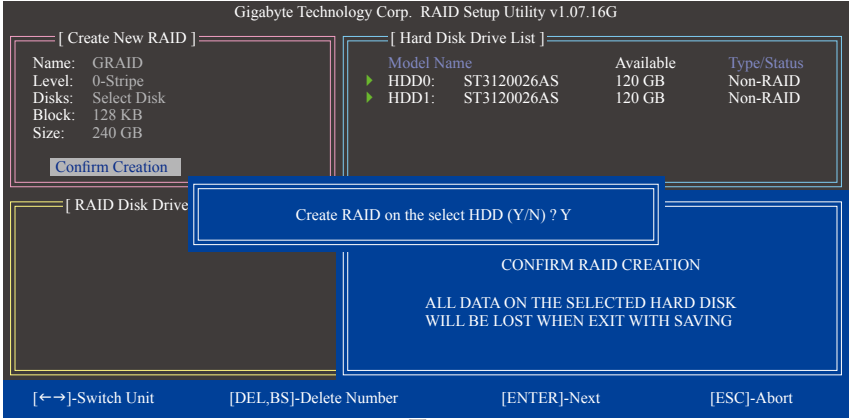 Gigabyte Technology Corp. RAID Setup Utility v1.07.16G
[ Create New RAID ]
Name: GRAID
Level: 0-Stripe
Disks: Select Disk
Block: 128 KB
Size: 240 GB
Confirm Creation
[ Hard Disk Drive List ]
Model Name Available Type/Status
HDD0: ST3120026AS 120 GB Non-RAID
HDD1: ST3120026AS 120 GB Non-RAID
[ RAID Disk Drive
Create RAID on the select HDD (Y/N) ? Y
CONFIRM RAID CREATION
ALL DATA ON THE SELECTED HARD DISK
WILL BE LOST WHEN EXIT WITH SAVING
[←→]-Switch Unit [DEL,BS]-Delete Number [ENTER]-Next [ESC]-Abort